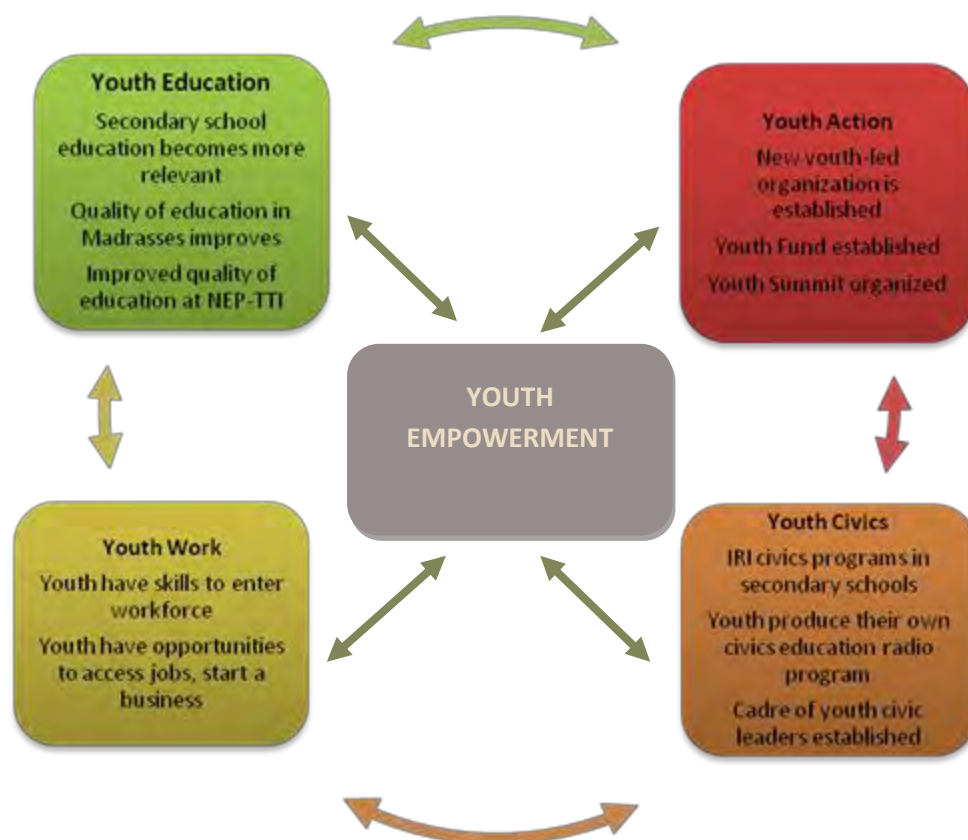 Youth Education
Secondary school
education becomes more
relevant
Quality of education in
Madrasses improves
Improved quality of
education at NEP-TTI
Youth Action
New youth-led
organization is
established
Youth Fund established
Youth Summit organized
YOUTH
EMPOWERMENT
Youth Work
Youth have skills to enter
workforce
Youth have opportunities
to access jobs, start a
business
Youth Civics
IRI civics programs in
secondary schools
Youth produce their own
civics education radio
program
Cadre of youth civic
leaders established